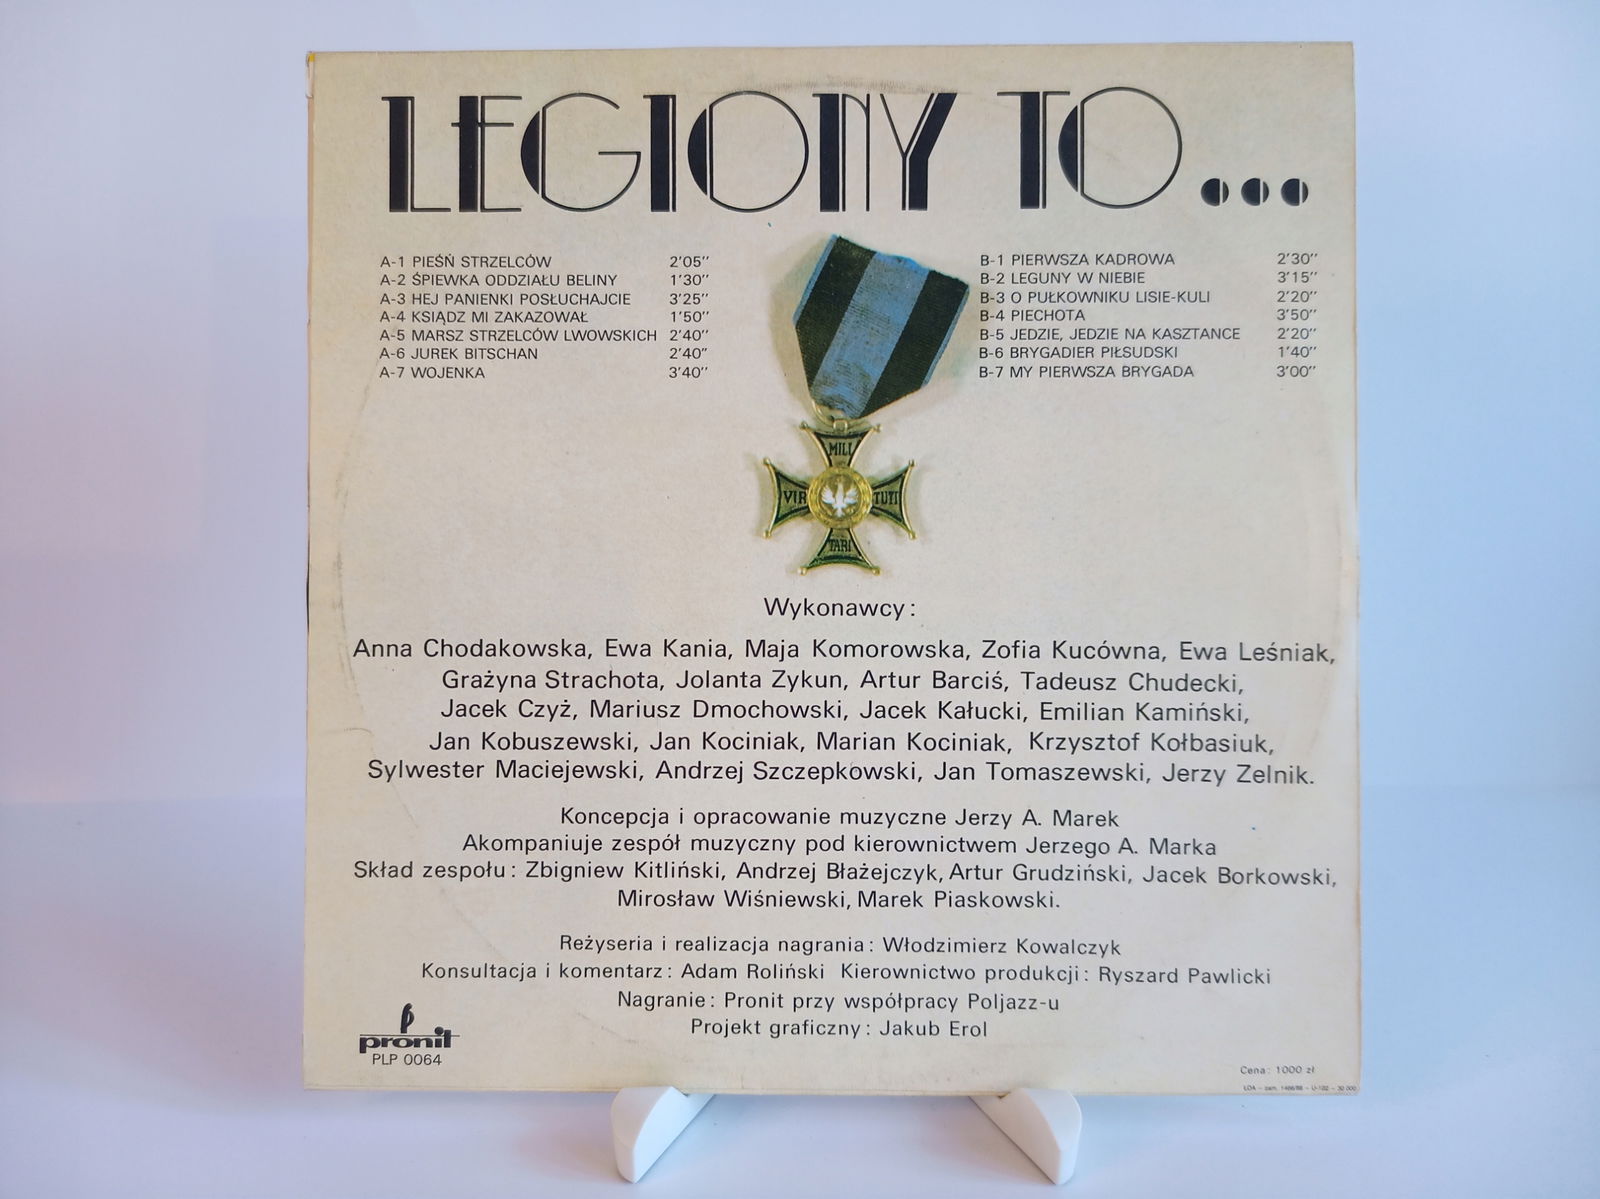 LEGIONY TO...
A-1 PIEŚŃ STRZELCÓW 2'05''
A-2 ŚPIEWKA ODDZIAŁU BELINY 1'30''
A-3 HEJ PANIENKI POSŁUCHAJCIE 3'25''
A-4 KSIĄDZ MI ZAKAZOWAŁ 1'50''
A-5 MARSZ STRZELCÓW LWOWSKICH 2'40''
A-6 JUREK BITSCHAN 2'40''
A-7 WOJENKA 3'40''
B-1 PIERWSZA KADROWA 2'30''
B-2 LEGUNY W NIEBIE 3'15''
B-3 O PUŁKOWNIKU LISIE-KULI 2'20''
B-4 PIECHOTA 3'50''
B-5 JEDZIE, JEDZIE NA KASZTANCE 2'20''
B-6 BRYGADIER PIŁSUDSKI 1'40''
B-7 MY PIERWSZA BRYGADA 3'00''
MILI
VIR TUTI
TARI
Wykonawcy:
Anna Chodakowska, Ewa Kania, Maja Komorowska, Zofia Kucówna, Ewa Leśniak,
Grażyna Strachota, Jolanta Zykun, Artur Barciś, Tadeusz Chudecki,
Jacek Czyż, Mariusz Dmochowski, Jacek Kałucki, Emilian Kamiński,
Jan Kobuszewski, Jan Kociniak, Marian Kociniak, Krzysztof Kołbasiuk,
Sylwester Maciejewski, Andrzej Szczepkowski, Jan Tomaszewski, Jerzy Zelnik.
Koncepcja i opracowanie muzyczne Jerzy A. Marek
Akompaniuje zespół muzyczny pod kierownictwem Jerzego A. Marka
Skład zespołu: Zbigniew Kitliński, Andrzej Błażejczyk, Artur Grudziński, Jacek Borkowski,
Mirosław Wiśniewski, Marek Piaskowski.
Reżyseria i realizacja nagrania: Włodzimierz Kowalczyk
Konsultacja i komentarz: Adam Roliński Kierownictwo produkcji: Ryszard Pawlicki
Nagranie: Pronit przy współpracy Poljazz-u
Projekt graficzny: Jakub Erol
pronit
PLP 0064
Cena: 1000 zł